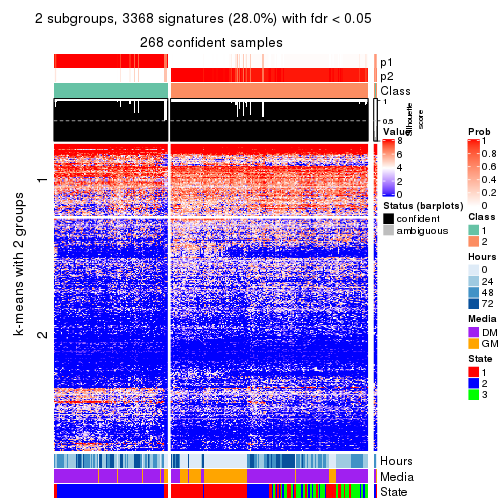 2 subgroups, 3368 signatures (28.0%) with fdr < 0.05
268 confident samples
p1
p2
Class
1
0.5
Silhouette
score
k-means with 2 groups
1
2
Hours
Media
State
Value
8
6
4
2
0
Status (barplots)
confident
ambiguous
Prob
1
0.8
0.6
0.4
0.2
0
Class
1
2
Hours
0
24
48
72
Media
DM
GM
State
1
2
3